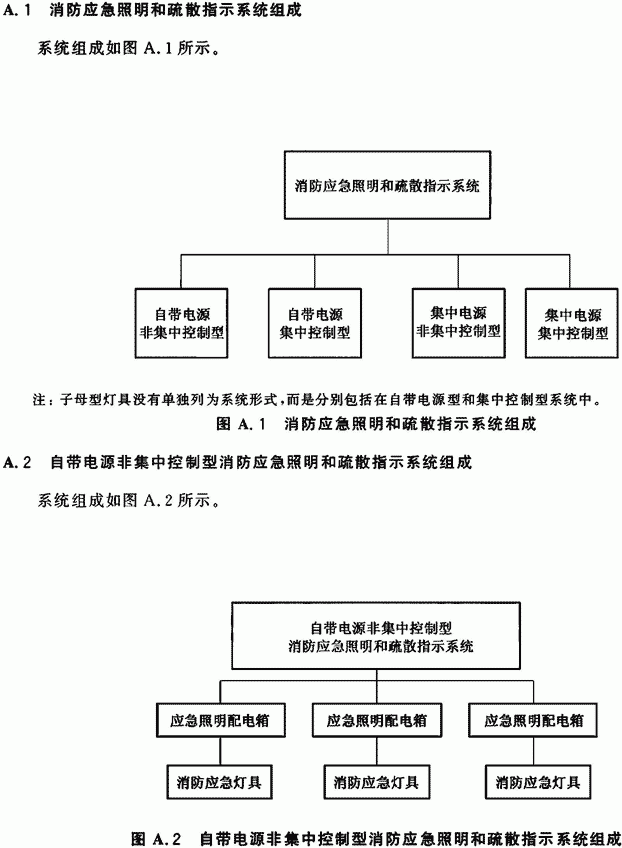 A.1 消防应急照明和疏散指示系统组成
系统组成如图 A.1 所示。
消防应急照明和疏散指示系统
自带电源
非集中控制型
自带电源
集中控制型
集中电源
非集中控制型
集中电源
集中控制型
注：子母型灯具没有单独列为系统形式，而是分别包括在自带电源型和集中控制型系统中。
图 A.1 消防应急照明和疏散指示系统组成
A.2 自带电源非集中控制型消防应急照明和疏散指示系统组成
系统组成如图 A.2 所示。
自带电源非集中控制型
消防应急照明和疏散指示系统
应急照明配电箱
应急照明配电箱
应急照明配电箱
消防应急灯具
消防应急灯具
消防应急灯具
图 A.2 自带电源非集中控制型消防应急照明和疏散指示系统组成